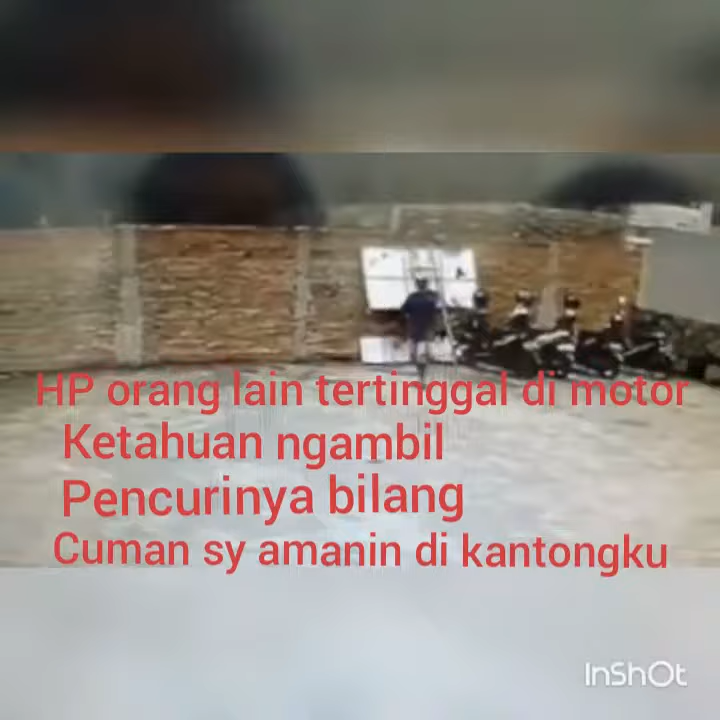 HP orang lain tertinggal di motor
Ketahuan ngambil
Pencurinya bilang
Cuman sy amanin di kantongku
InShOt